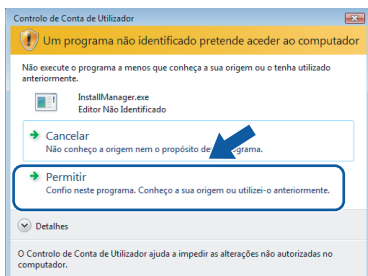 Controlo de Conta de Utilizador
Um programa não identificado pretende aceder ao computador
Não execute o programa a menos que conheça a sua origem ou o tenha utilizado
anteriormente.
InstallManager.exe
Editor Não Identificado
Cancelar
Não conheço a origem nem o propósito de grama.
Permitir
Confio neste programa. Conheço a sua origem ou utilizei-o anteriormente.
Detalhes
O Controlo de Conta de Utilizador ajuda a impedir as alterações não autorizadas no
computador.